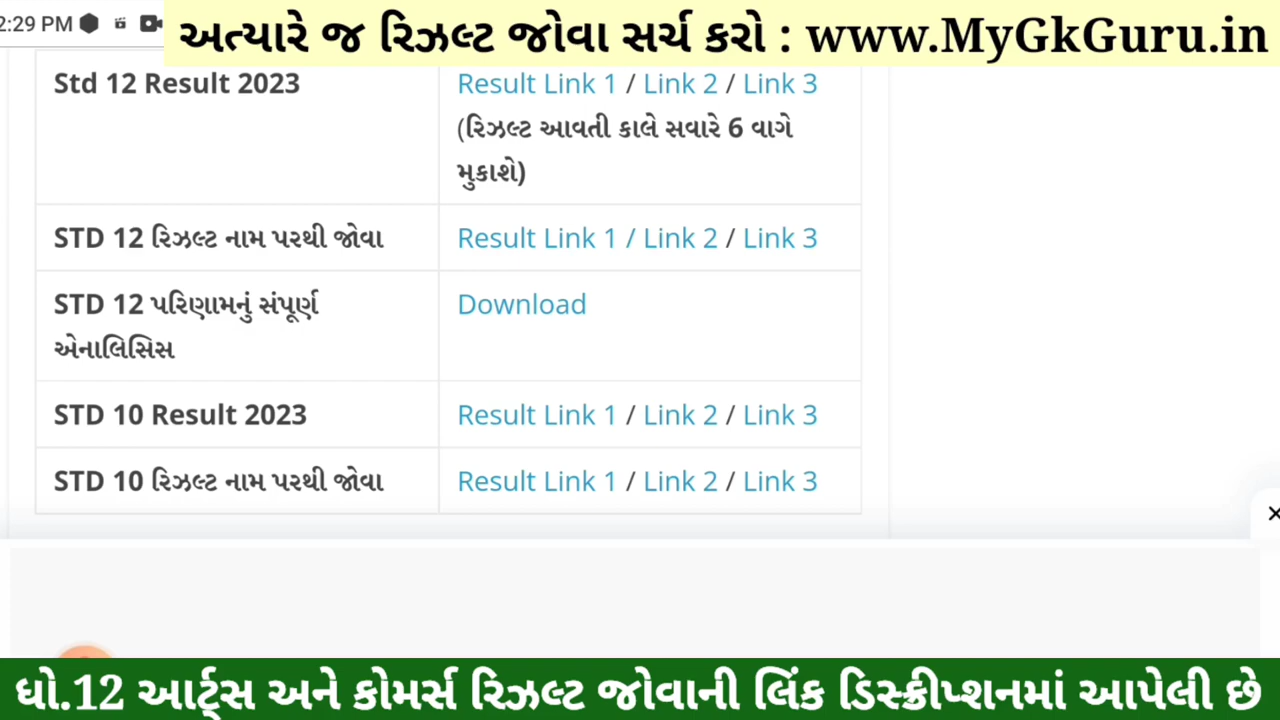 2:29 PM
અત્યારે જ રિઝલ્ટ જોવા સર્ચ કરો : www.MyGkGuru.in
Std 12 Result 2023
Result Link 1 / Link 2 / Link 3
(રિઝલ્ટ આવતી કાલે સવારે 6 વાગે
મુકાશે)
STD 12 રિઝલ્ટ નામ પરથી જોવા
Result Link 1 / Link 2 / Link 3
STD 12 પરિણામનું સંપૂર્ણ
એનાલિસિસ
Download
STD 10 Result 2023
Result Link 1 / Link 2 / Link 3
STD 10 રિઝલ્ટ નામ પરથી જોવા
Result Link 1 / Link 2 / Link 3
ધો.12 આર્ટ્સ અને કોમર્સ રિઝલ્ટ જોવાની લિંક ડિસ્ક્રીપ્શનમાં આપેલી છે